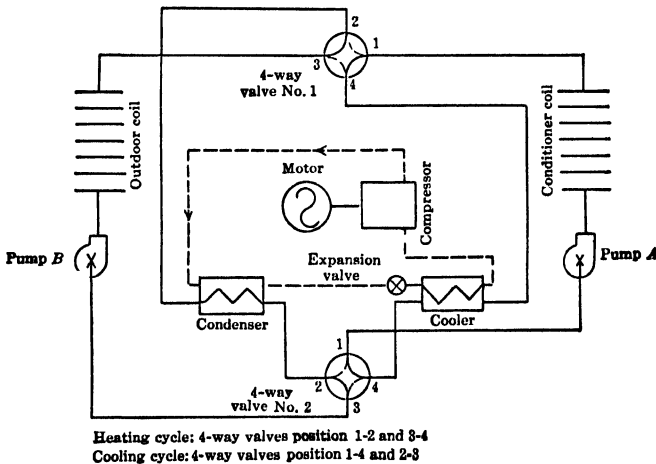 2
1
3
4
4-way
valve No. 1
Outdoor coil
Conditioner coil
Motor
Compressor
Pump B
Pump A
Expansion
valve
Condenser
Cooler
1
2
4
3
4-way
valve No. 2
Heating cycle: 4-way valves position 1-2 and 3-4
Cooling cycle: 4-way valves position 1-4 and 2-3